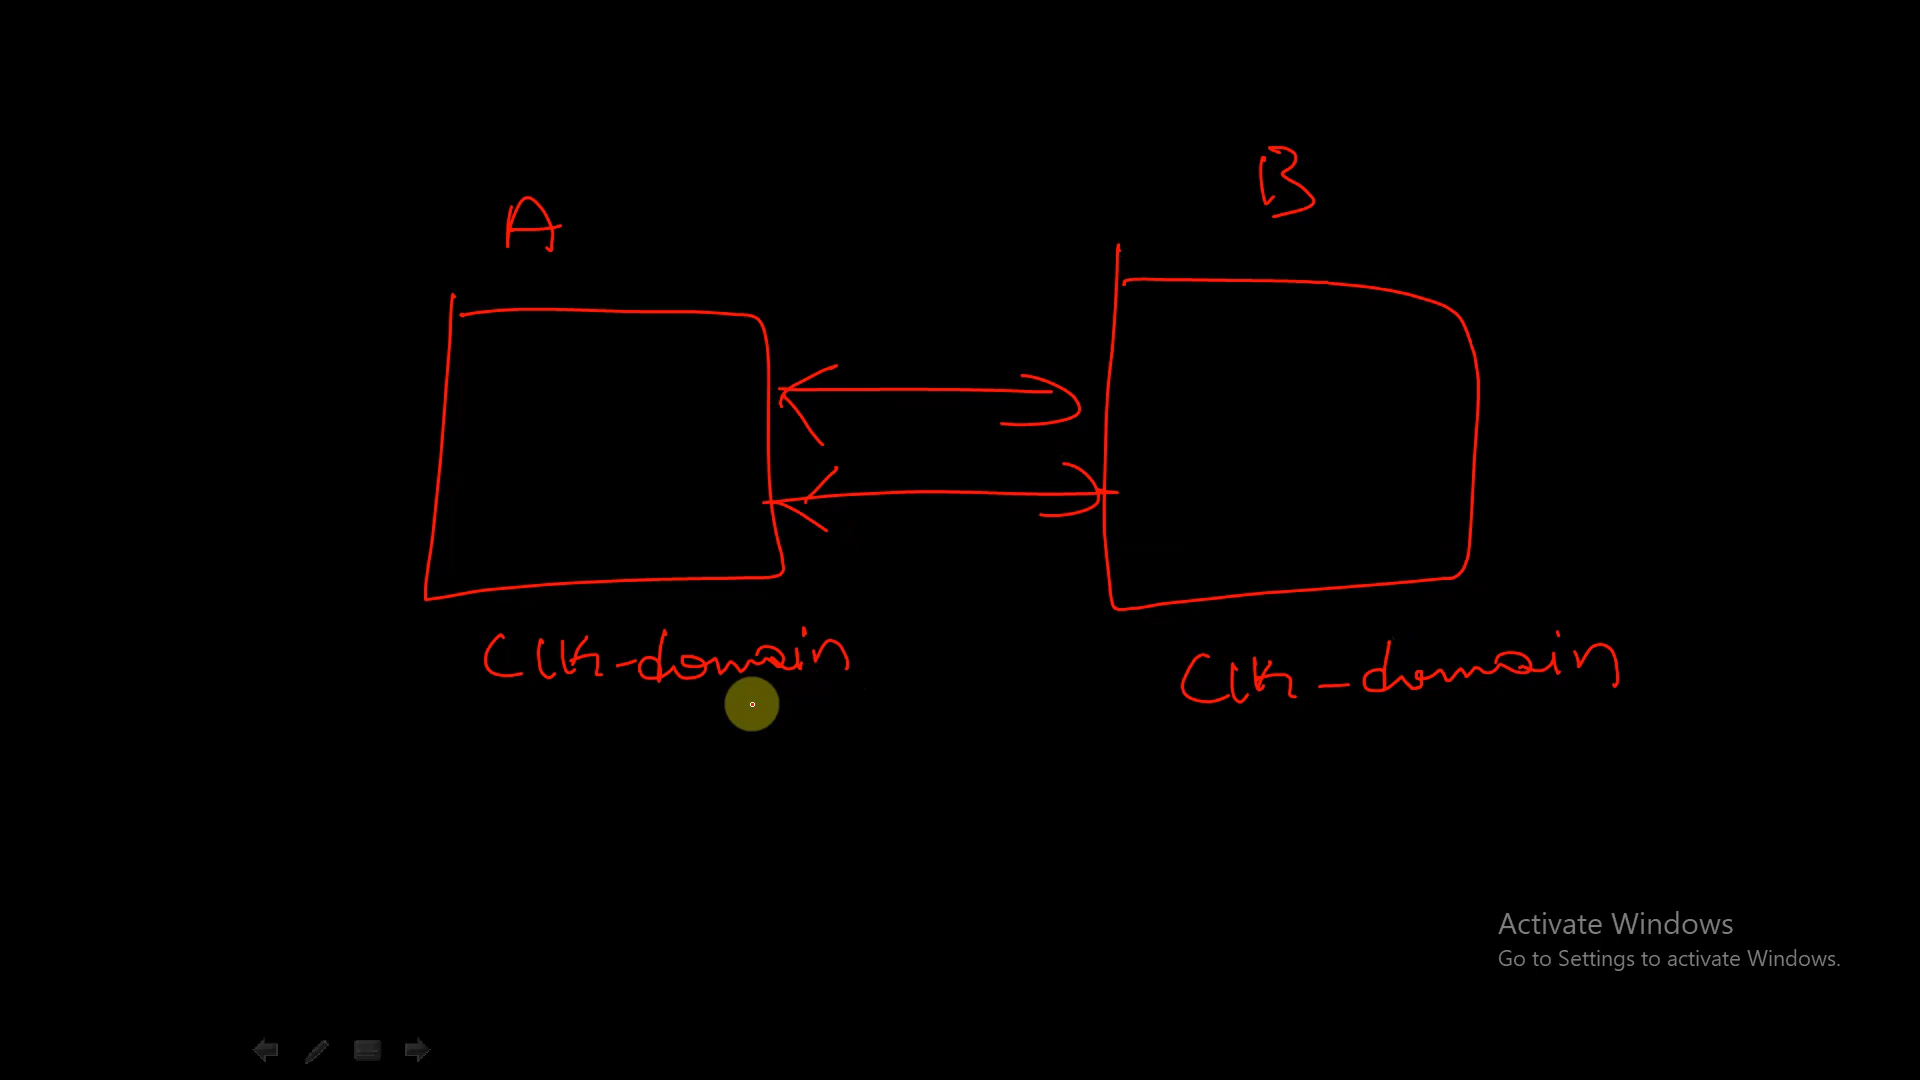 A
B
Clk-domain
Clk-domain
Activate Windows
Go to Settings to activate Windows.